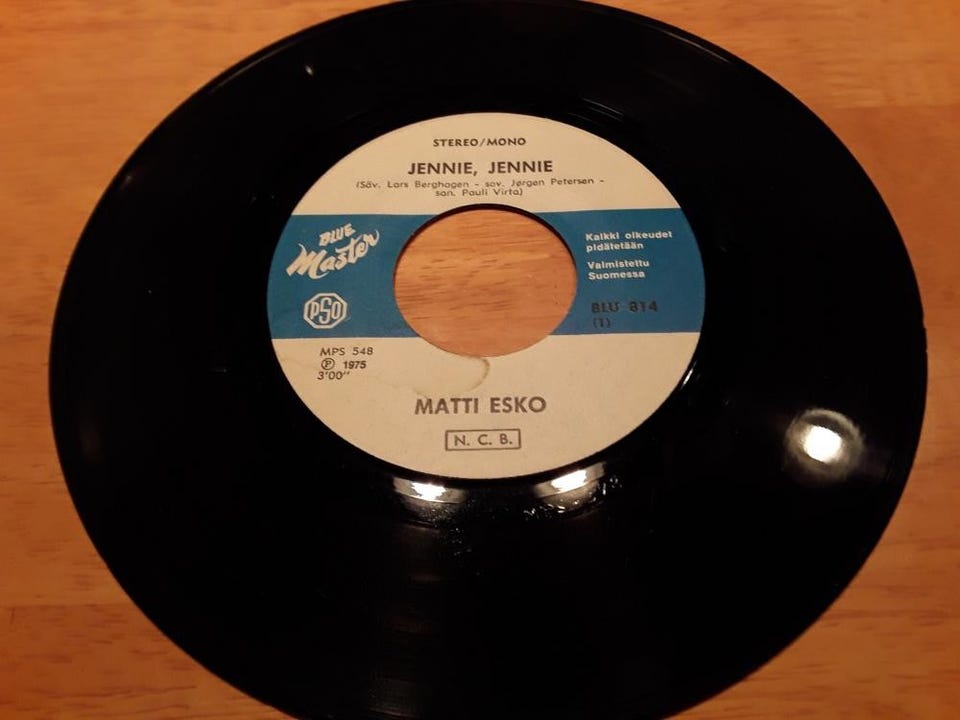 STEREO/MONO
JENNIE, JENNIE
(Säv. Lars Berghagen - sov. Jørgen Petersen -
san. Pauli Virta)
BLUE
Master
PSO
Kaikki oikeudet
pidätetään
Valmistettu
Suomessa
BLU 814
(1)
MPS 548
Ⓟ 1975
3'00"
MATTI ESKO
N. C. B.